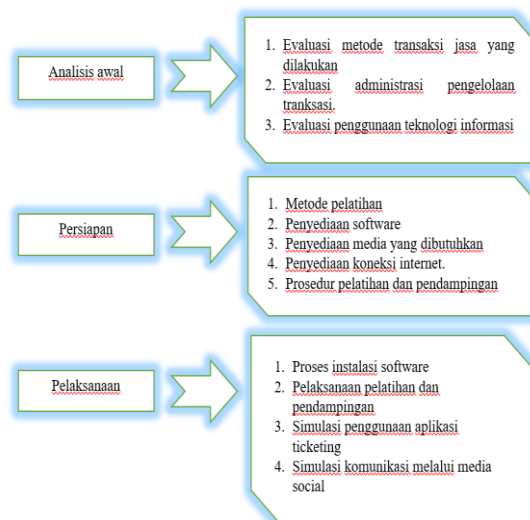 Analisis awal
1. Evaluasi metode transaksi jasa yang
dilakukan
2. Evaluasi administrasi pengelolaan
tranksasi.
3. Evaluasi penggunaan teknologi informasi
Persiapan
1. Metode pelatihan
2. Penyediaan software
3. Penyediaan media yang dibutuhkan
4. Penyediaan koneksi internet.
5. Prosedur pelatihan dan pendampingan
Pelaksanaan
1. Proses instalasi software
2. Pelaksanaan pelatihan dan
pendampingan
3. Simulasi penggunaan aplikasi
ticketing
4. Simulasi komunikasi melalui media
social